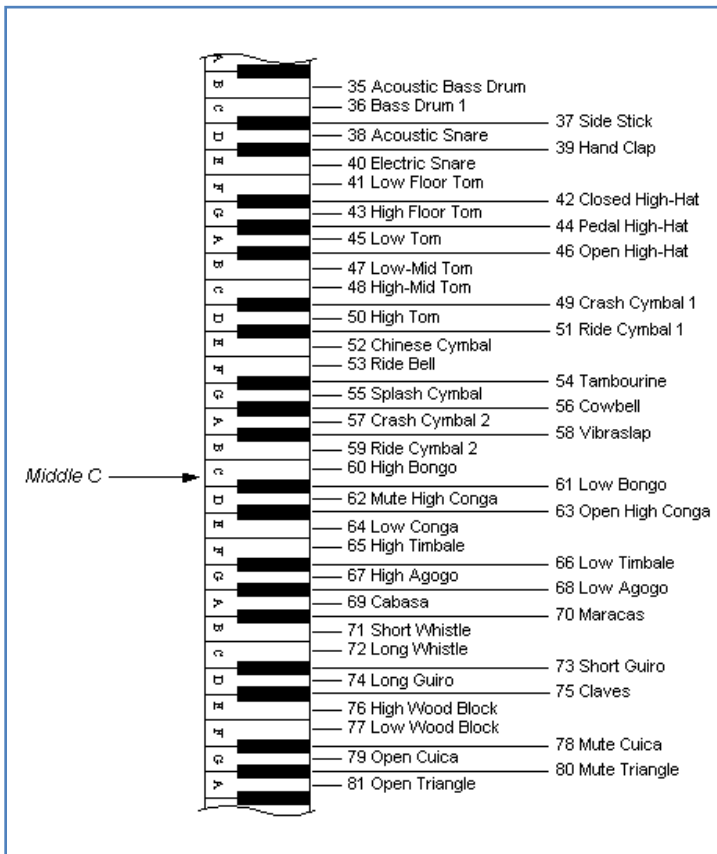 A
B
35 Acoustic Bass Drum
C
36 Bass Drum 1
37 Side Stick
D
38 Acoustic Snare
39 Hand Clap
E
40 Electric Snare
F
41 Low Floor Tom
42 Closed High-Hat
G
43 High Floor Tom
44 Pedal High-Hat
A
45 Low Tom
46 Open High-Hat
B
47 Low-Mid Tom
C
48 High-Mid Tom
49 Crash Cymbal 1
D
50 High Tom
51 Ride Cymbal 1
E
52 Chinese Cymbal
F
53 Ride Bell
54 Tambourine
G
55 Splash Cymbal
56 Cowbell
A
57 Crash Cymbal 2
58 Vibraslap
B
59 Ride Cymbal 2
Middle C
C
60 High Bongo
61 Low Bongo
D
62 Mute High Conga
63 Open High Conga
E
64 Low Conga
F
65 High Timbale
66 Low Timbale
G
67 High Agogo
68 Low Agogo
A
69 Cabasa
70 Maracas
B
71 Short Whistle
C
72 Long Whistle
73 Short Guiro
D
74 Long Guiro
75 Claves
E
76 High Wood Block
F
77 Low Wood Block
78 Mute Cuica
G
79 Open Cuica
80 Mute Triangle
A
81 Open Triangle